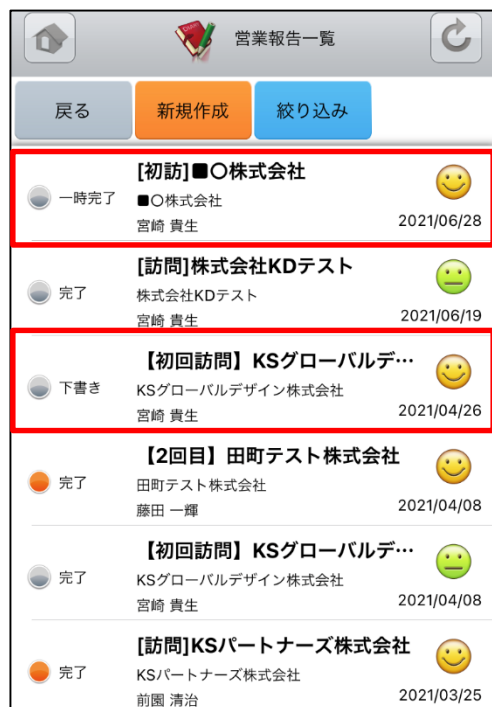 営業報告一覧
戻る 新規作成 絞り込み
[初訪]■〇株式会社
一時完了 ■〇株式会社
宮崎 貴生 2021/06/28
[訪問]株式会社KDテスト
完了 株式会社KDテスト
宮崎 貴生 2021/06/19
【初回訪問】KSグローバルデ…
下書き KSグローバルデザイン株式会社
宮崎 貴生 2021/04/26
【2回目】田町テスト株式会社
完了 田町テスト株式会社
藤田 一輝 2021/04/08
【初回訪問】KSグローバルデ…
完了 KSグローバルデザイン株式会社
宮崎 貴生 2021/04/08
[訪問]KSパートナーズ株式会社
完了 KSパートナーズ株式会社
前園 清治 2021/03/25